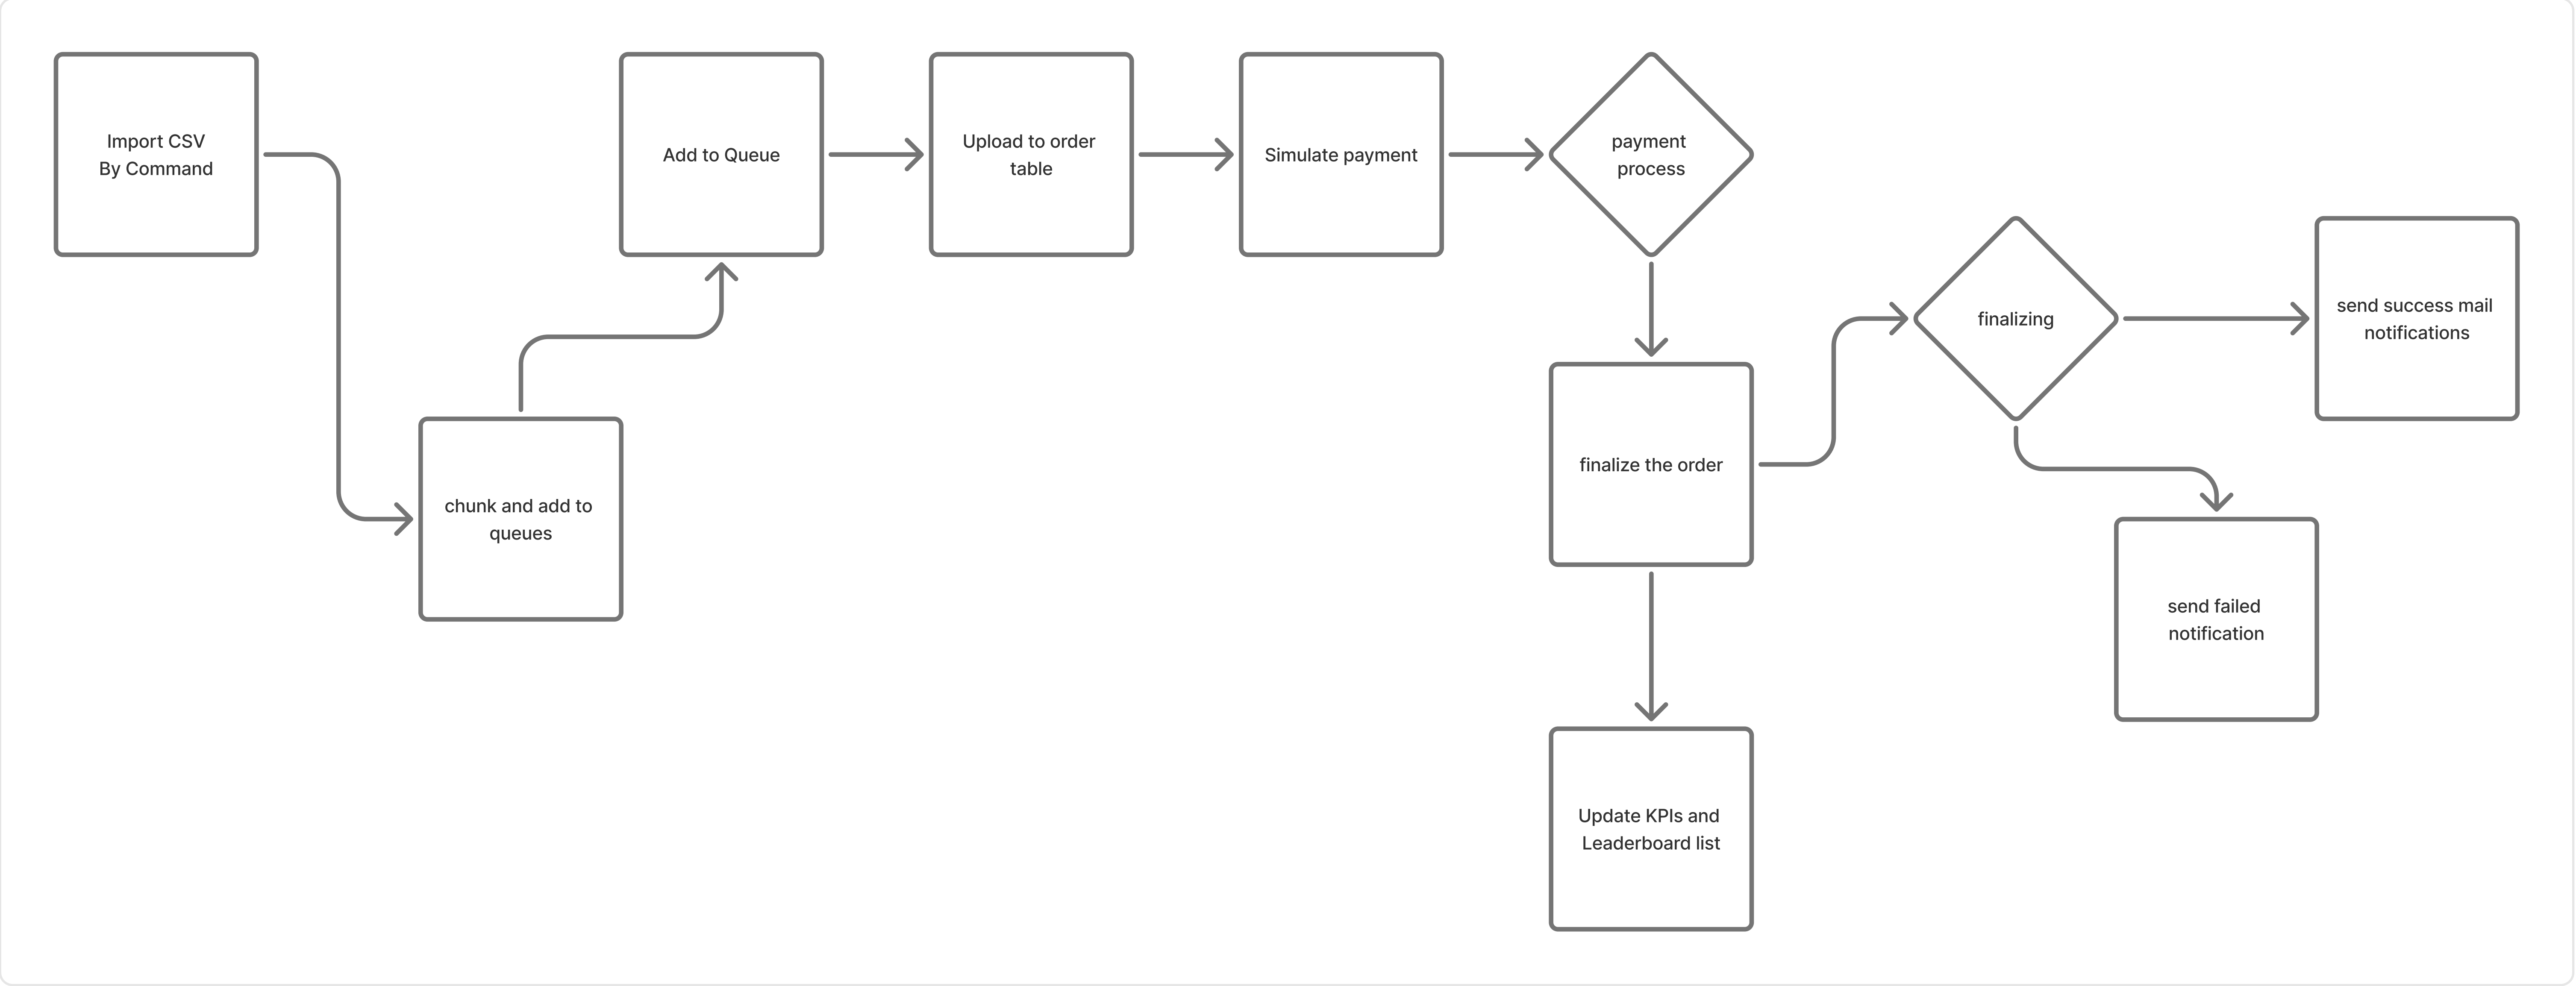 Import CSV
By Command
Add to Queue
Upload to order
table
Simulate payment
payment
process
finalizing
send success mail
notifications
finalize the order
chunk and add to
queues
send failed
notification
Update KPIs and
Leaderboard list